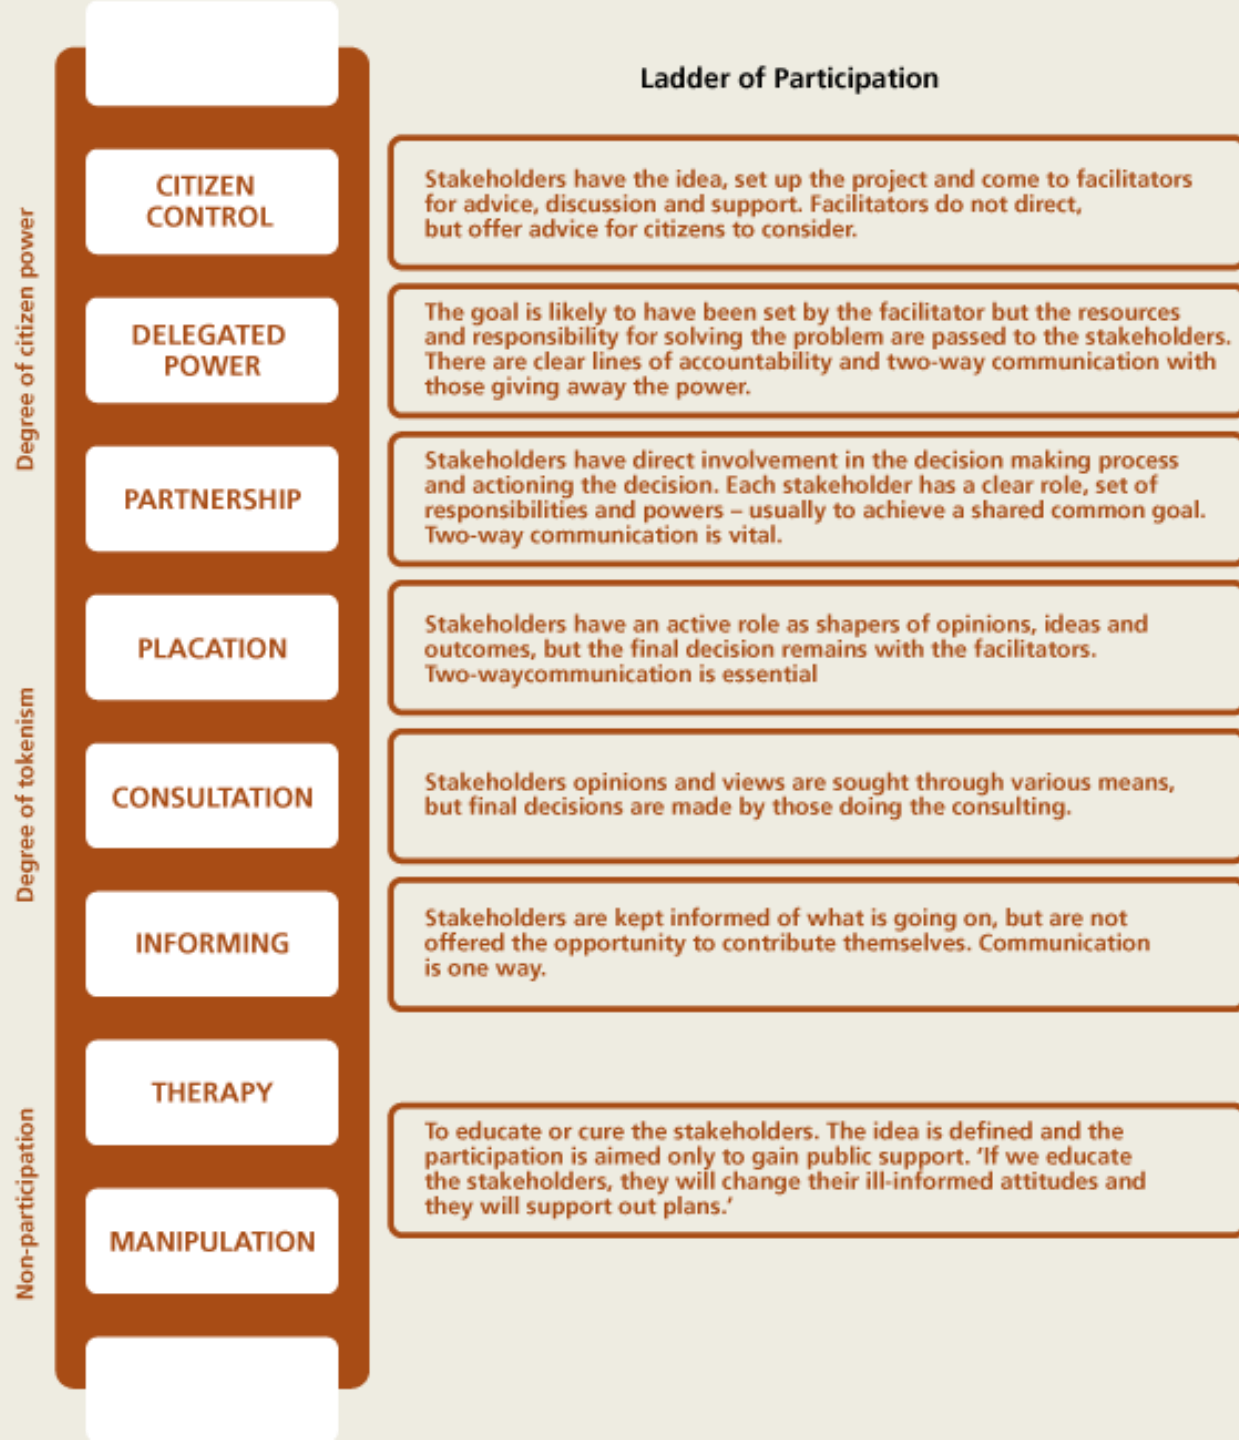 Ladder of Participation
Degree of citizen power
CITIZEN
CONTROL
Stakeholders have the idea, set up the project and come to facilitators
for advice, discussion and support. Facilitators do not direct,
but offer advice for citizens to consider.
DELEGATED
POWER
The goal is likely to have been set by the facilitator but the resources
and responsibility for solving the problem are passed to the stakeholders.
There are clear lines of accountability and two-way communication with
those giving away the power.
PARTNERSHIP
Stakeholders have direct involvement in the decision making process
and actioning the decision. Each stakeholder has a clear role, set of
responsibilities and powers – usually to achieve a shared common goal.
Two-way communication is vital.
Degree of tokenism
PLACATION
Stakeholders have an active role as shapers of opinions, ideas and
outcomes, but the final decision remains with the facilitators.
Two-waycommunication is essential
CONSULTATION
Stakeholders opinions and views are sought through various means,
but final decisions are made by those doing the consulting.
INFORMING
Stakeholders are kept informed of what is going on, but are not
offered the opportunity to contribute themselves. Communication
is one way.
Non-participation
THERAPY
MANIPULATION
To educate or cure the stakeholders. The idea is defined and the
participation is aimed only to gain public support. ‘If we educate
the stakeholders, they will change their ill-informed attitudes and
they will support out plans.’